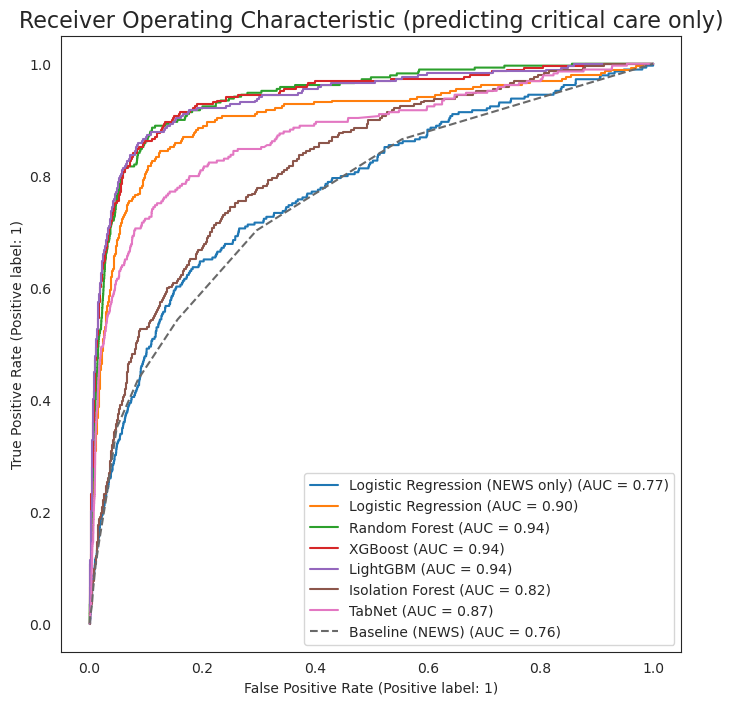 Receiver Operating Characteristic (predicting critical care only)
1.0
0.8
0.6
0.4
0.2
0.0
True Positive Rate (Positive label: 1)
Logistic Regression (NEWS only) (AUC = 0.77)
Logistic Regression (AUC = 0.90)
Random Forest (AUC = 0.94)
XGBoost (AUC = 0.94)
LightGBM (AUC = 0.94)
Isolation Forest (AUC = 0.82)
TabNet (AUC = 0.87)
Baseline (NEWS) (AUC = 0.76)
0.0 0.2 0.4 0.6 0.8 1.0
False Positive Rate (Positive label: 1)